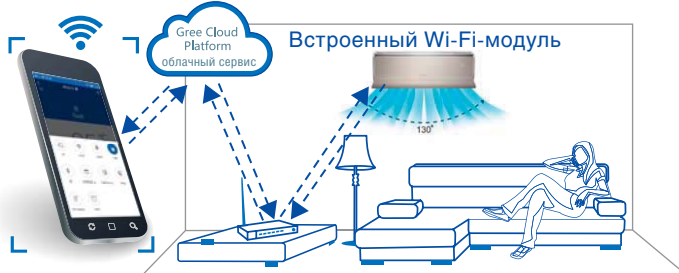 Gree Cloud
Platform
облачный сервис
Встроенный Wi-Fi-модуль
130°